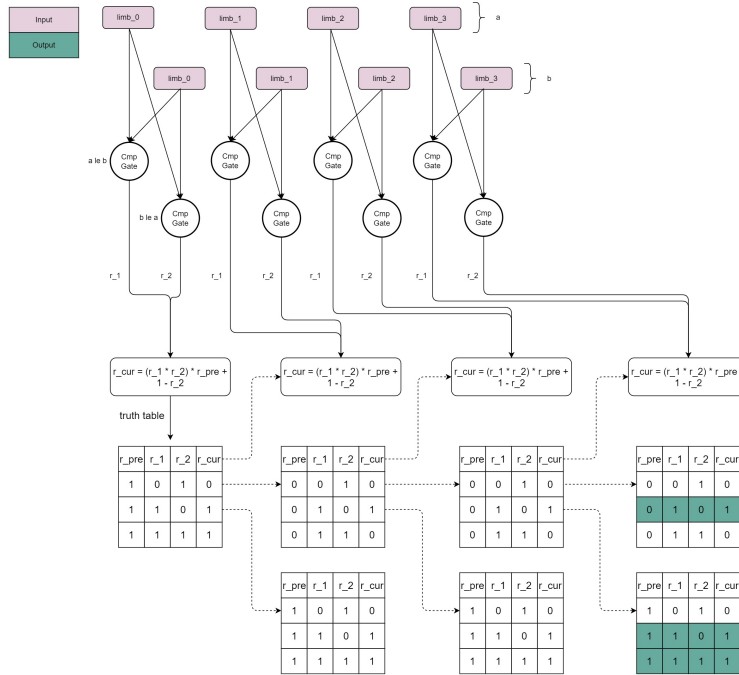 Input
Output
limb_0 limb_1 limb_2 limb_3 a
limb_0 limb_1 limb_2 limb_3 b
a le b
Cmp
Gate
Cmp
Gate
Cmp
Gate
Cmp
Gate
b le a
Cmp
Gate
Cmp
Gate
Cmp
Gate
Cmp
Gate
r_1 r_2 r_1 r_2 r_1 r_2 r_1 r_2
r_cur = (r_1 * r_2) * r_pre +
1 - r_2
r_cur = (r_1 * r_2) * r_pre +
1 - r_2
r_cur = (r_1 * r_2) * r_pre +
1 - r_2
r_cur = (r_1 * r_2) * r_pre
1 - r_2
truth table
r_pre r_1 r_2 r_cur
1 0 1 0
1 1 0 1
1 1 1 1
r_pre r_1 r_2 r_cur
0 0 1 0
0 1 0 1
0 1 1 0
r_pre r_1 r_2 r_cur
0 0 1 0
0 1 0 1
0 1 1 0
r_pre r_1 r_2 r_cur
0 0 1 0
0 1 0 1
0 1 1 0
r_pre r_1 r_2 r_cur
1 0 1 0
1 1 0 1
1 1 1 1
r_pre r_1 r_2 r_cur
1 0 1 0
1 1 0 1
1 1 1 1
r_pre r_1 r_2 r_cur
1 0 1 0
1 1 0 1
1 1 1 1